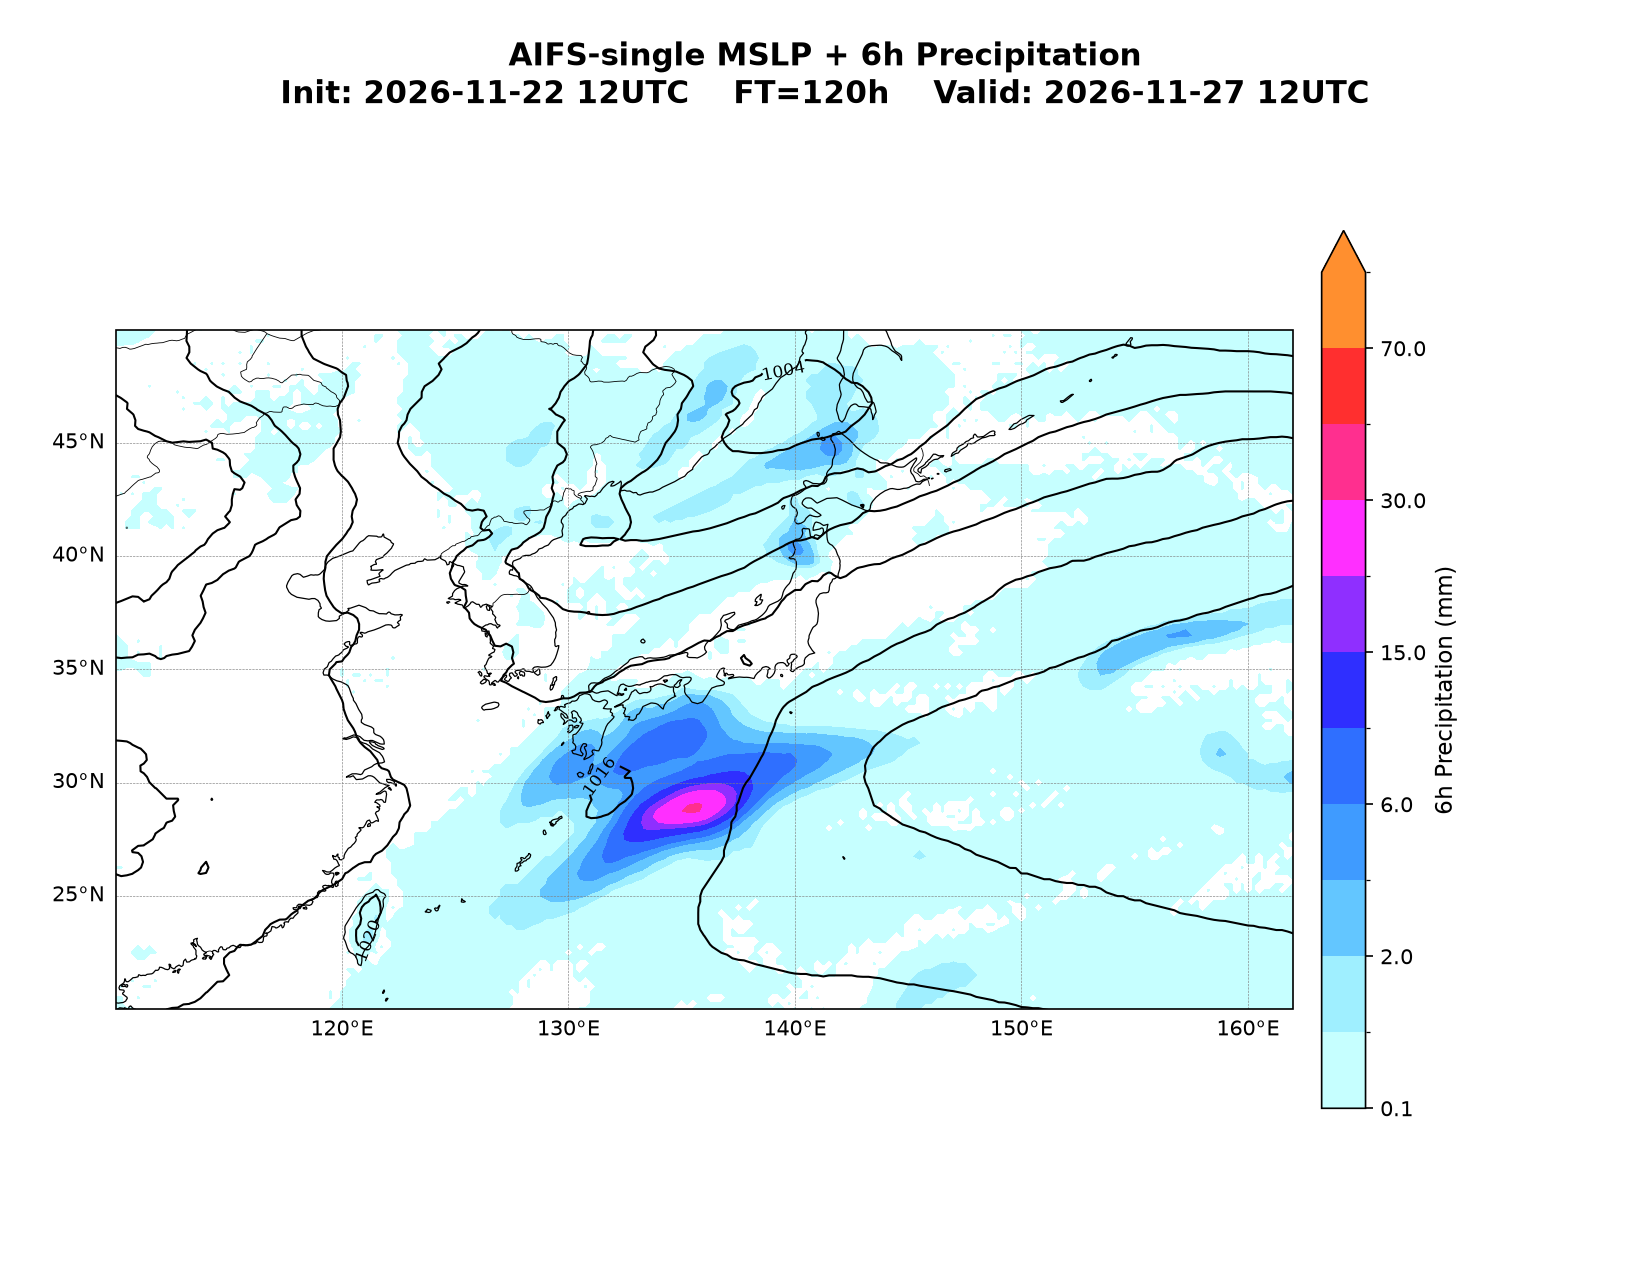 AIFS-single MSLP + 6h Precipitation
Init: 2026-11-22 12UTC    FT=120h    Valid: 2026-11-27 12UTC
1004
1016
1020
45°N
40°N
35°N
30°N
25°N
120°E
130°E
140°E
150°E
160°E
70.0
30.0
15.0
6.0
2.0
0.1
6h Precipitation (mm)